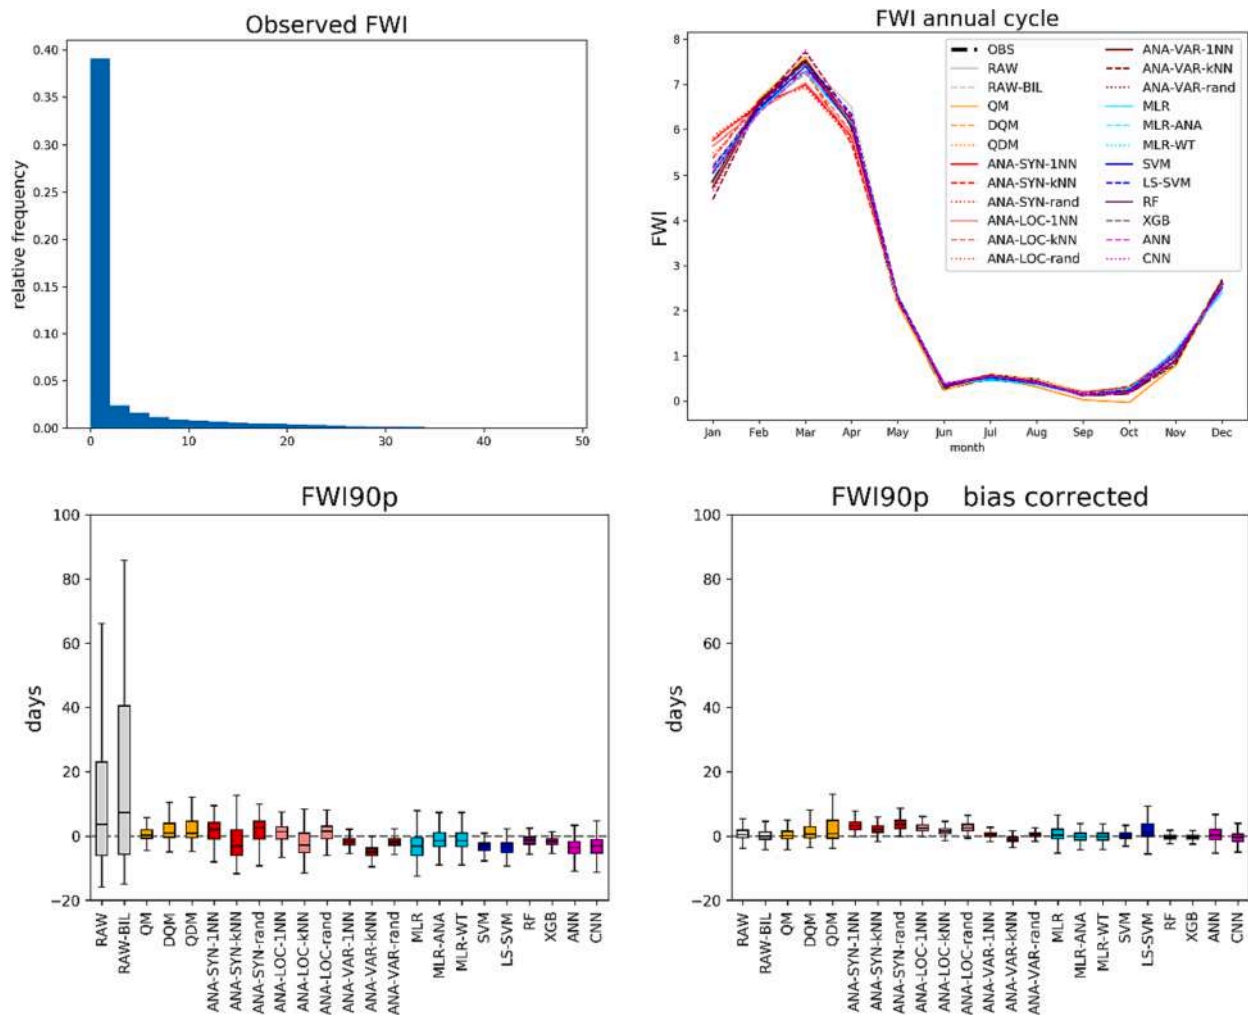 Observed FWI
0.40
0.35
0.30
0.25
0.20
0.15
0.10
0.05
0.00
relative frequency
0 10 20 30 40 50
FWI annual cycle
8
7
6
5
4
3
2
1
0
FWI
Jan Feb Mar Apr May Jun Jul Aug Sep Oct Nov Dec
month
OBS
RAW
RAW-BIL
QM
DQM
QDM
ANA-SYN-1NN
ANA-SYN-kNN
ANA-SYN-rand
ANA-LOC-1NN
ANA-LOC-kNN
ANA-LOC-rand
ANA-VAR-1NN
ANA-VAR-kNN
ANA-VAR-rand
MLR
MLR-ANA
MLR-WT
SVM
LS-SVM
RF
XGB
ANN
CNN
FWI90p
100
80
60
40
20
0
−20
days
RAW
RAW-BIL
QM
DQM
QDM
ANA-SYN-1NN
ANA-SYN-kNN
ANA-SYN-rand
ANA-LOC-1NN
ANA-LOC-kNN
ANA-LOC-rand
ANA-VAR-1NN
ANA-VAR-kNN
ANA-VAR-rand
MLR
MLR-ANA
MLR-WT
SVM
LS-SVM
RF
XGB
ANN
CNN
FWI90p bias corrected
100
80
60
40
20
0
−20
days
RAW
RAW-BIL
QM
DQM
QDM
ANA-SYN-1NN
ANA-SYN-kNN
ANA-SYN-rand
ANA-LOC-1NN
ANA-LOC-kNN
ANA-LOC-rand
ANA-VAR-1NN
ANA-VAR-kNN
ANA-VAR-rand
MLR
MLR-ANA
MLR-WT
SVM
LS-SVM
RF
XGB
ANN
CNN